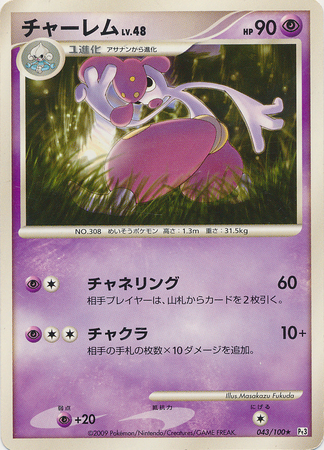 チャーレム LV.48 HP 90
1進化 アサナンから進化
NO.308 めいそうポケモン 高さ:1.3m 重さ:31.5kg
チャネリング 60
相手プレイヤーは、山札からカードを2枚引く。
チャクラ 10+
相手の手札の枚数×10ダメージを追加。
Illus. Masakazu Fukuda
弱点 抵抗力 にげる
+20
043/100★ Pt3
©2009 Pokémon/Nintendo/Creatures/GAME FREAK.